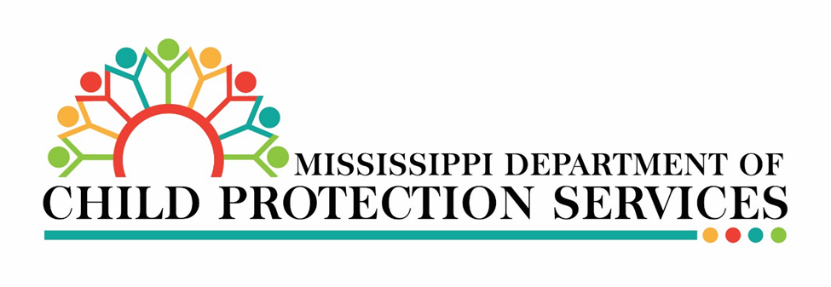 MISSISSIPPI DEPARTMENT OF
CHILD PROTECTION SERVICES